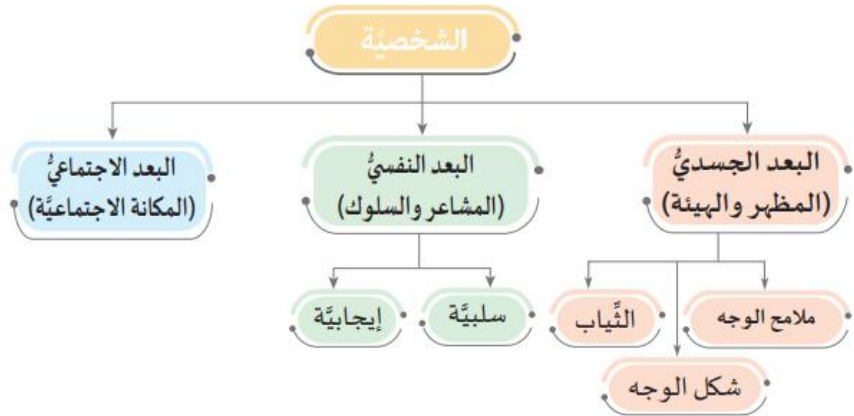 الشخصيَّة
البعد الجسديُّ
(المظهر والهيئة)
البعد النفسيُّ
(المشاعر والسلوك)
البعد الاجتماعيُّ
(المكانة الاجتماعيَّة)
ملامح الوجه
شكل الوجه
الثِّياب
سلبيَّة
إيجابيَّة